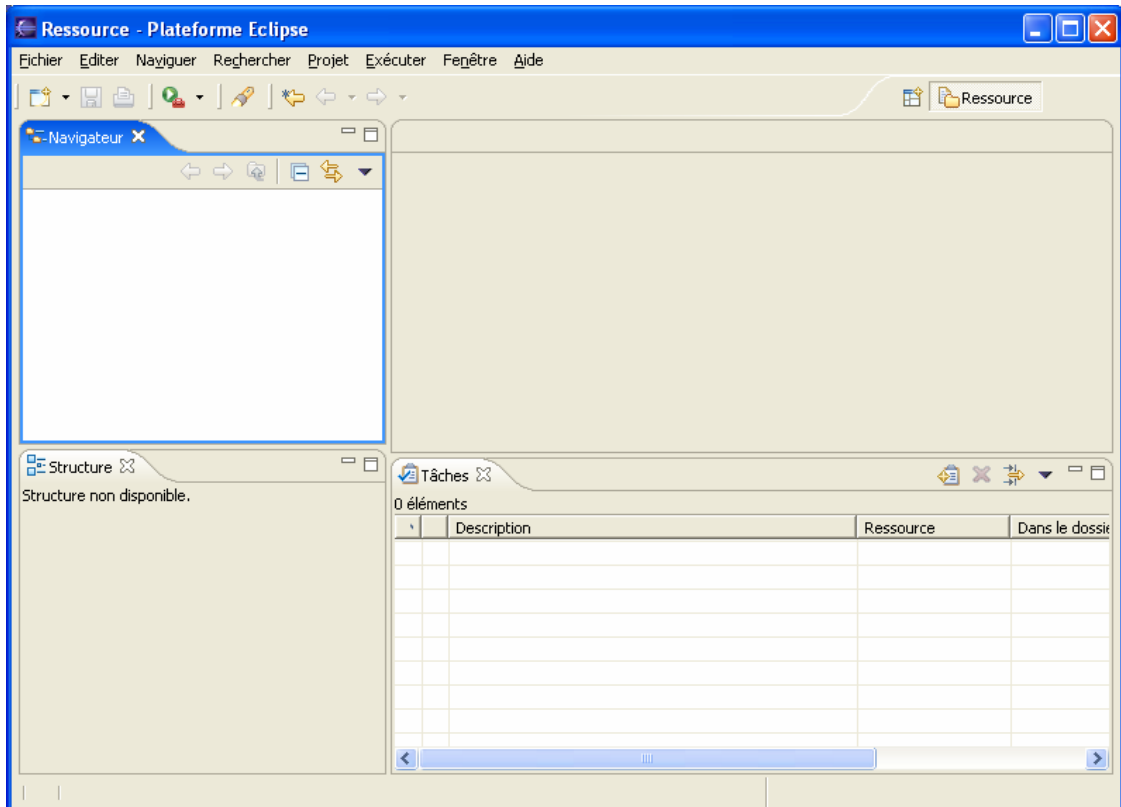 Ressource - Plateforme Eclipse
Fichier Editer Naviguer Rechercher Projet Exécuter Fenêtre Aide
Ressource
Navigateur
Structure
Structure non disponible.
Tâches
0 éléments
Description Ressource Dans le dossie